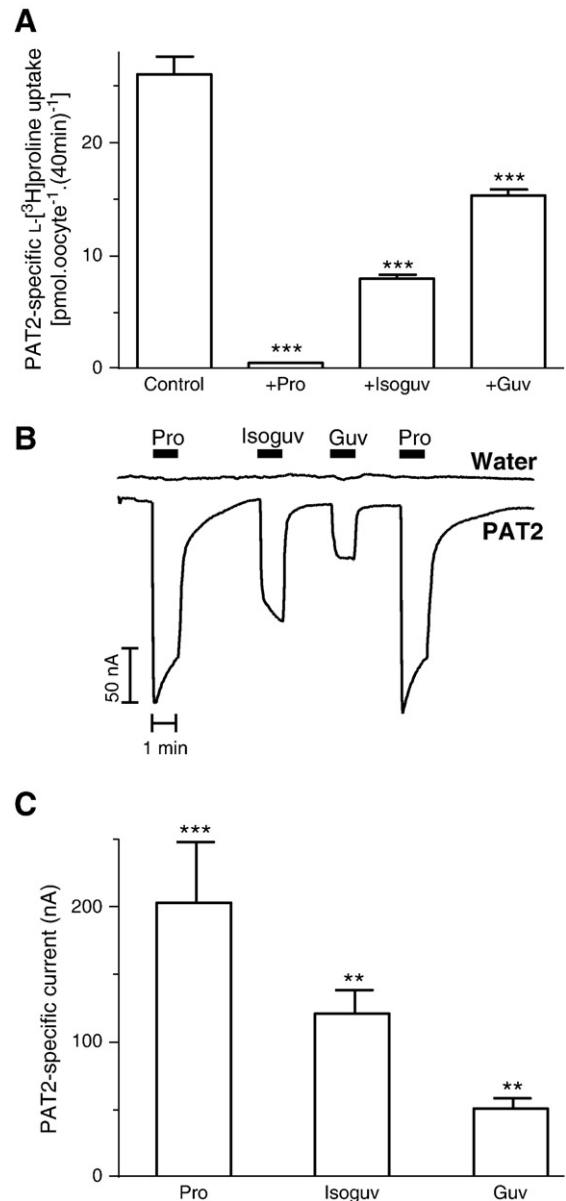 A
PAT2-specific L-[³H]proline uptake
[pmol.oocyte⁻¹.(40min)⁻¹]
20
10
0
***
***
***
Control +Pro +Isoguv +Guv
B
Pro Isoguv Guv Pro
Water
PAT2
50 nA
1 min
C
PAT2-specific current (nA)
200
100
0
***
**
**
Pro Isoguv Guv